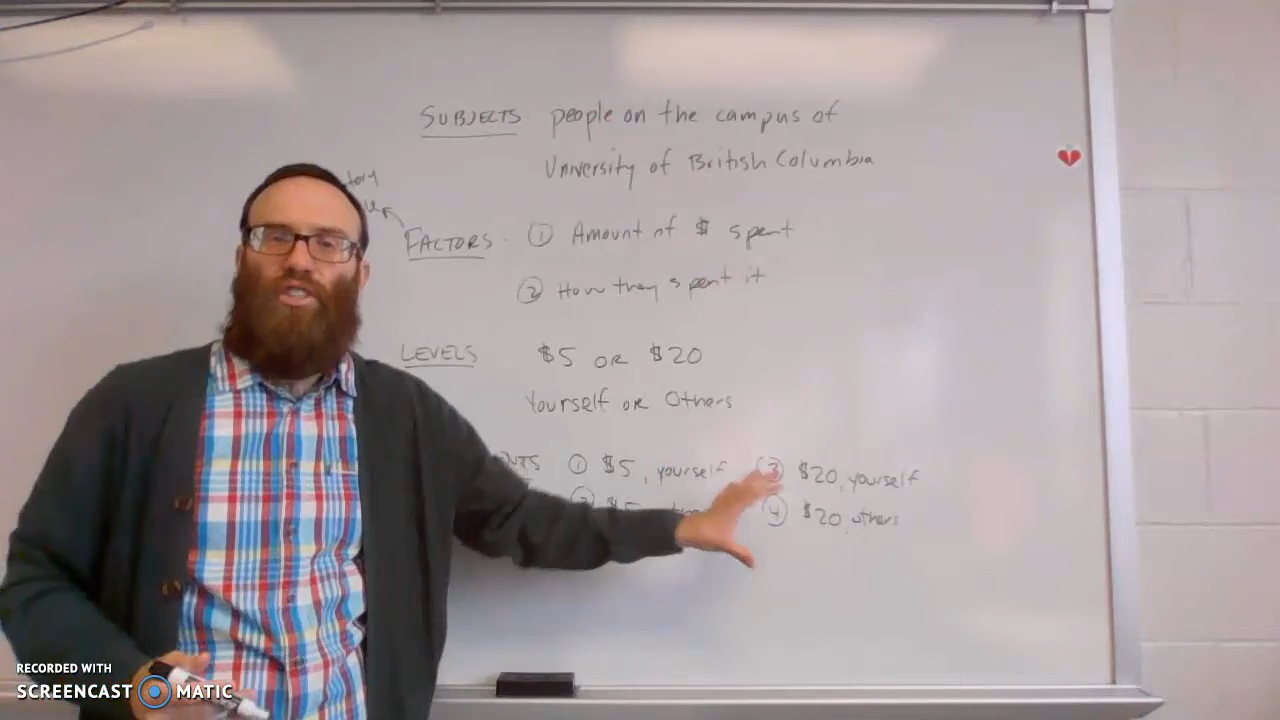 SUBJECTS people on the campus of
University of British Columbia
FACTORS. ① Amount of $ spent
② How they spent it
LEVELS $5 OR $20
Yourself OR Others
① $5, yourself ③ $20, yourself
④ $20, others
RECORDED WITH
SCREENCAST MATIC